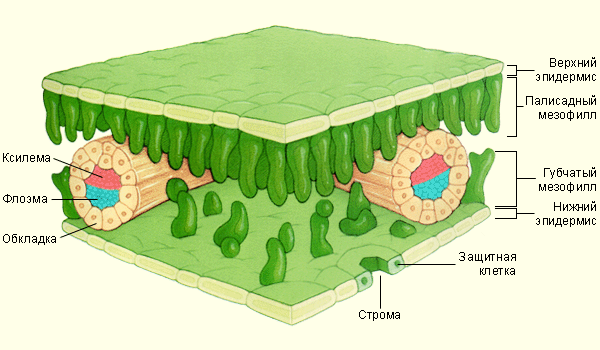 Верхний
эпидермис
Палисадный
мезофилл
Ксилема
Флоэма
Обкладка
Губчатый
мезофилл
Нижний
эпидермис
Защитная
клетка
Строма